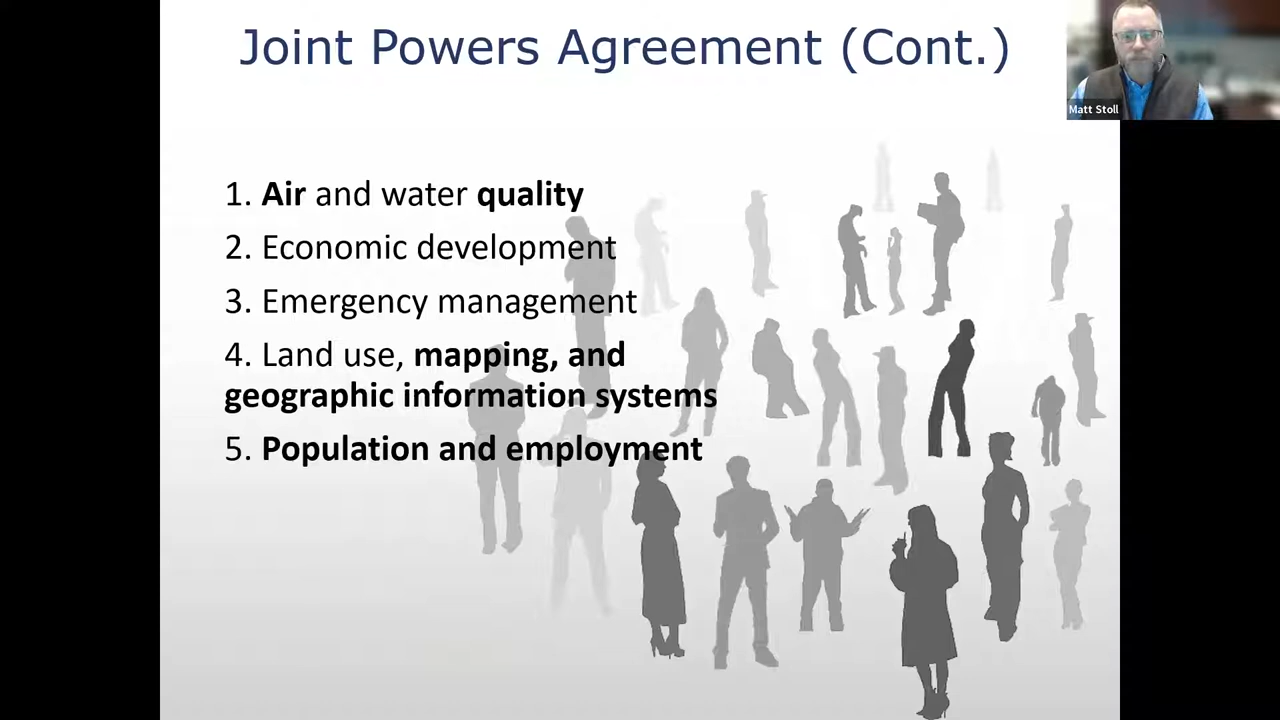 Joint Powers Agreement (Cont.)
Matt Stoll
1. Air and water quality
2. Economic development
3. Emergency management
4. Land use, mapping, and
geographic information systems
5. Population and employment